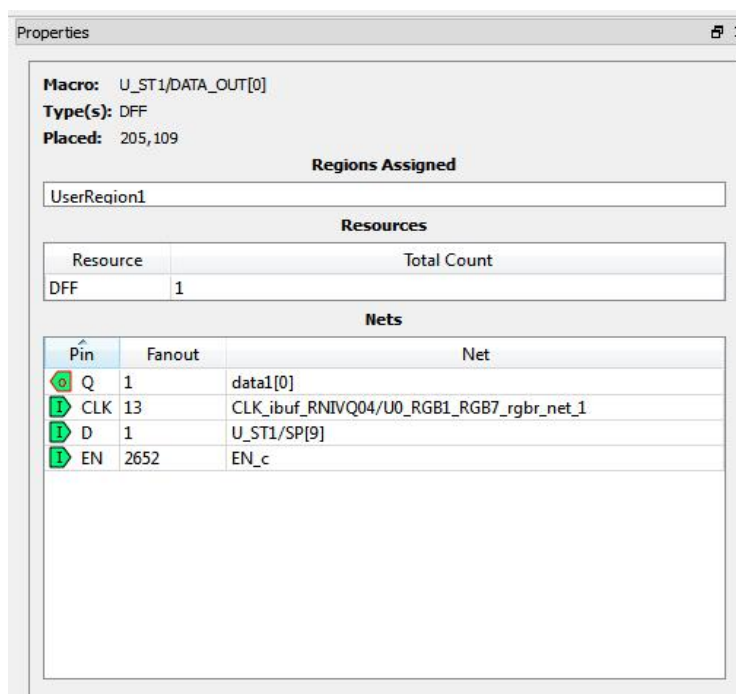 Properties
Macro: U_ST1/DATA_OUT[0]
Type(s): DFF
Placed: 205,109
Regions Assigned
UserRegion1
Resources
Resource Total Count
DFF 1
Nets
Pin Fanout Net
O Q 1 data1[0]
I CLK 13 CLK_ibuf_RNIVQ04/U0_RGB1_RGB7_rgbr_net_1
I D 1 U_ST1/SP[9]
I EN 2652 EN_c